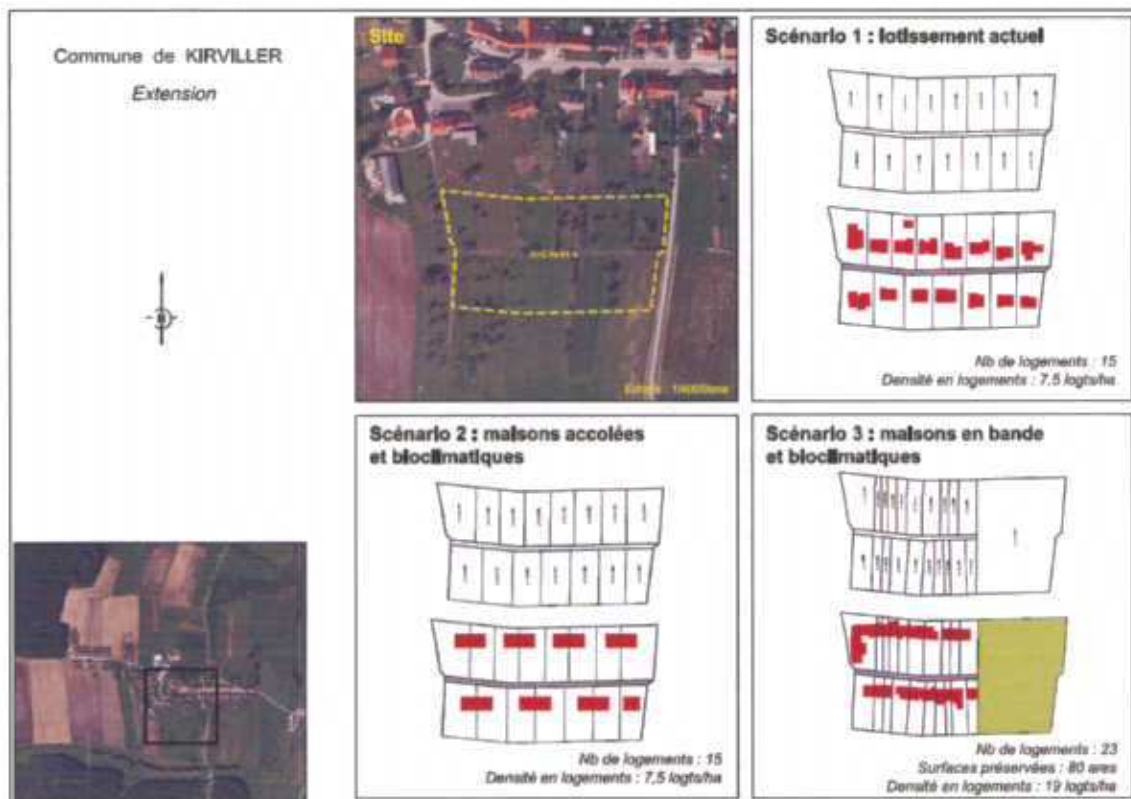 Commune de KIRVILLER
Extension
Site
Scénario 1 : lotissement actuel
Nb de logements : 15
Densité en logements : 7,5 logts/ha
Scénario 2 : maisons accolées
et bioclimatiques
Nb de logements : 15
Densité en logements : 7,5 logts/ha
Scénario 3 : maisons en bande
et bioclimatiques
Nb de logements : 23
Surfaces préservées : 80 ares
Densité en logements : 19 logts/ha